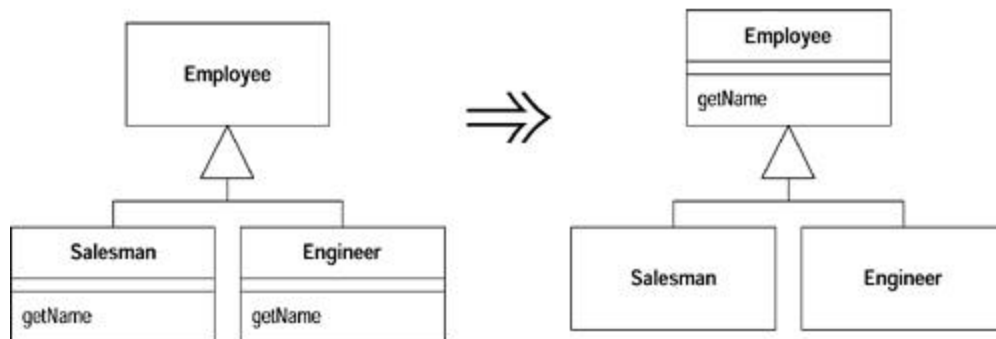 Employee
Salesman
getName
Engineer
getName
Employee
getName
Salesman
Engineer